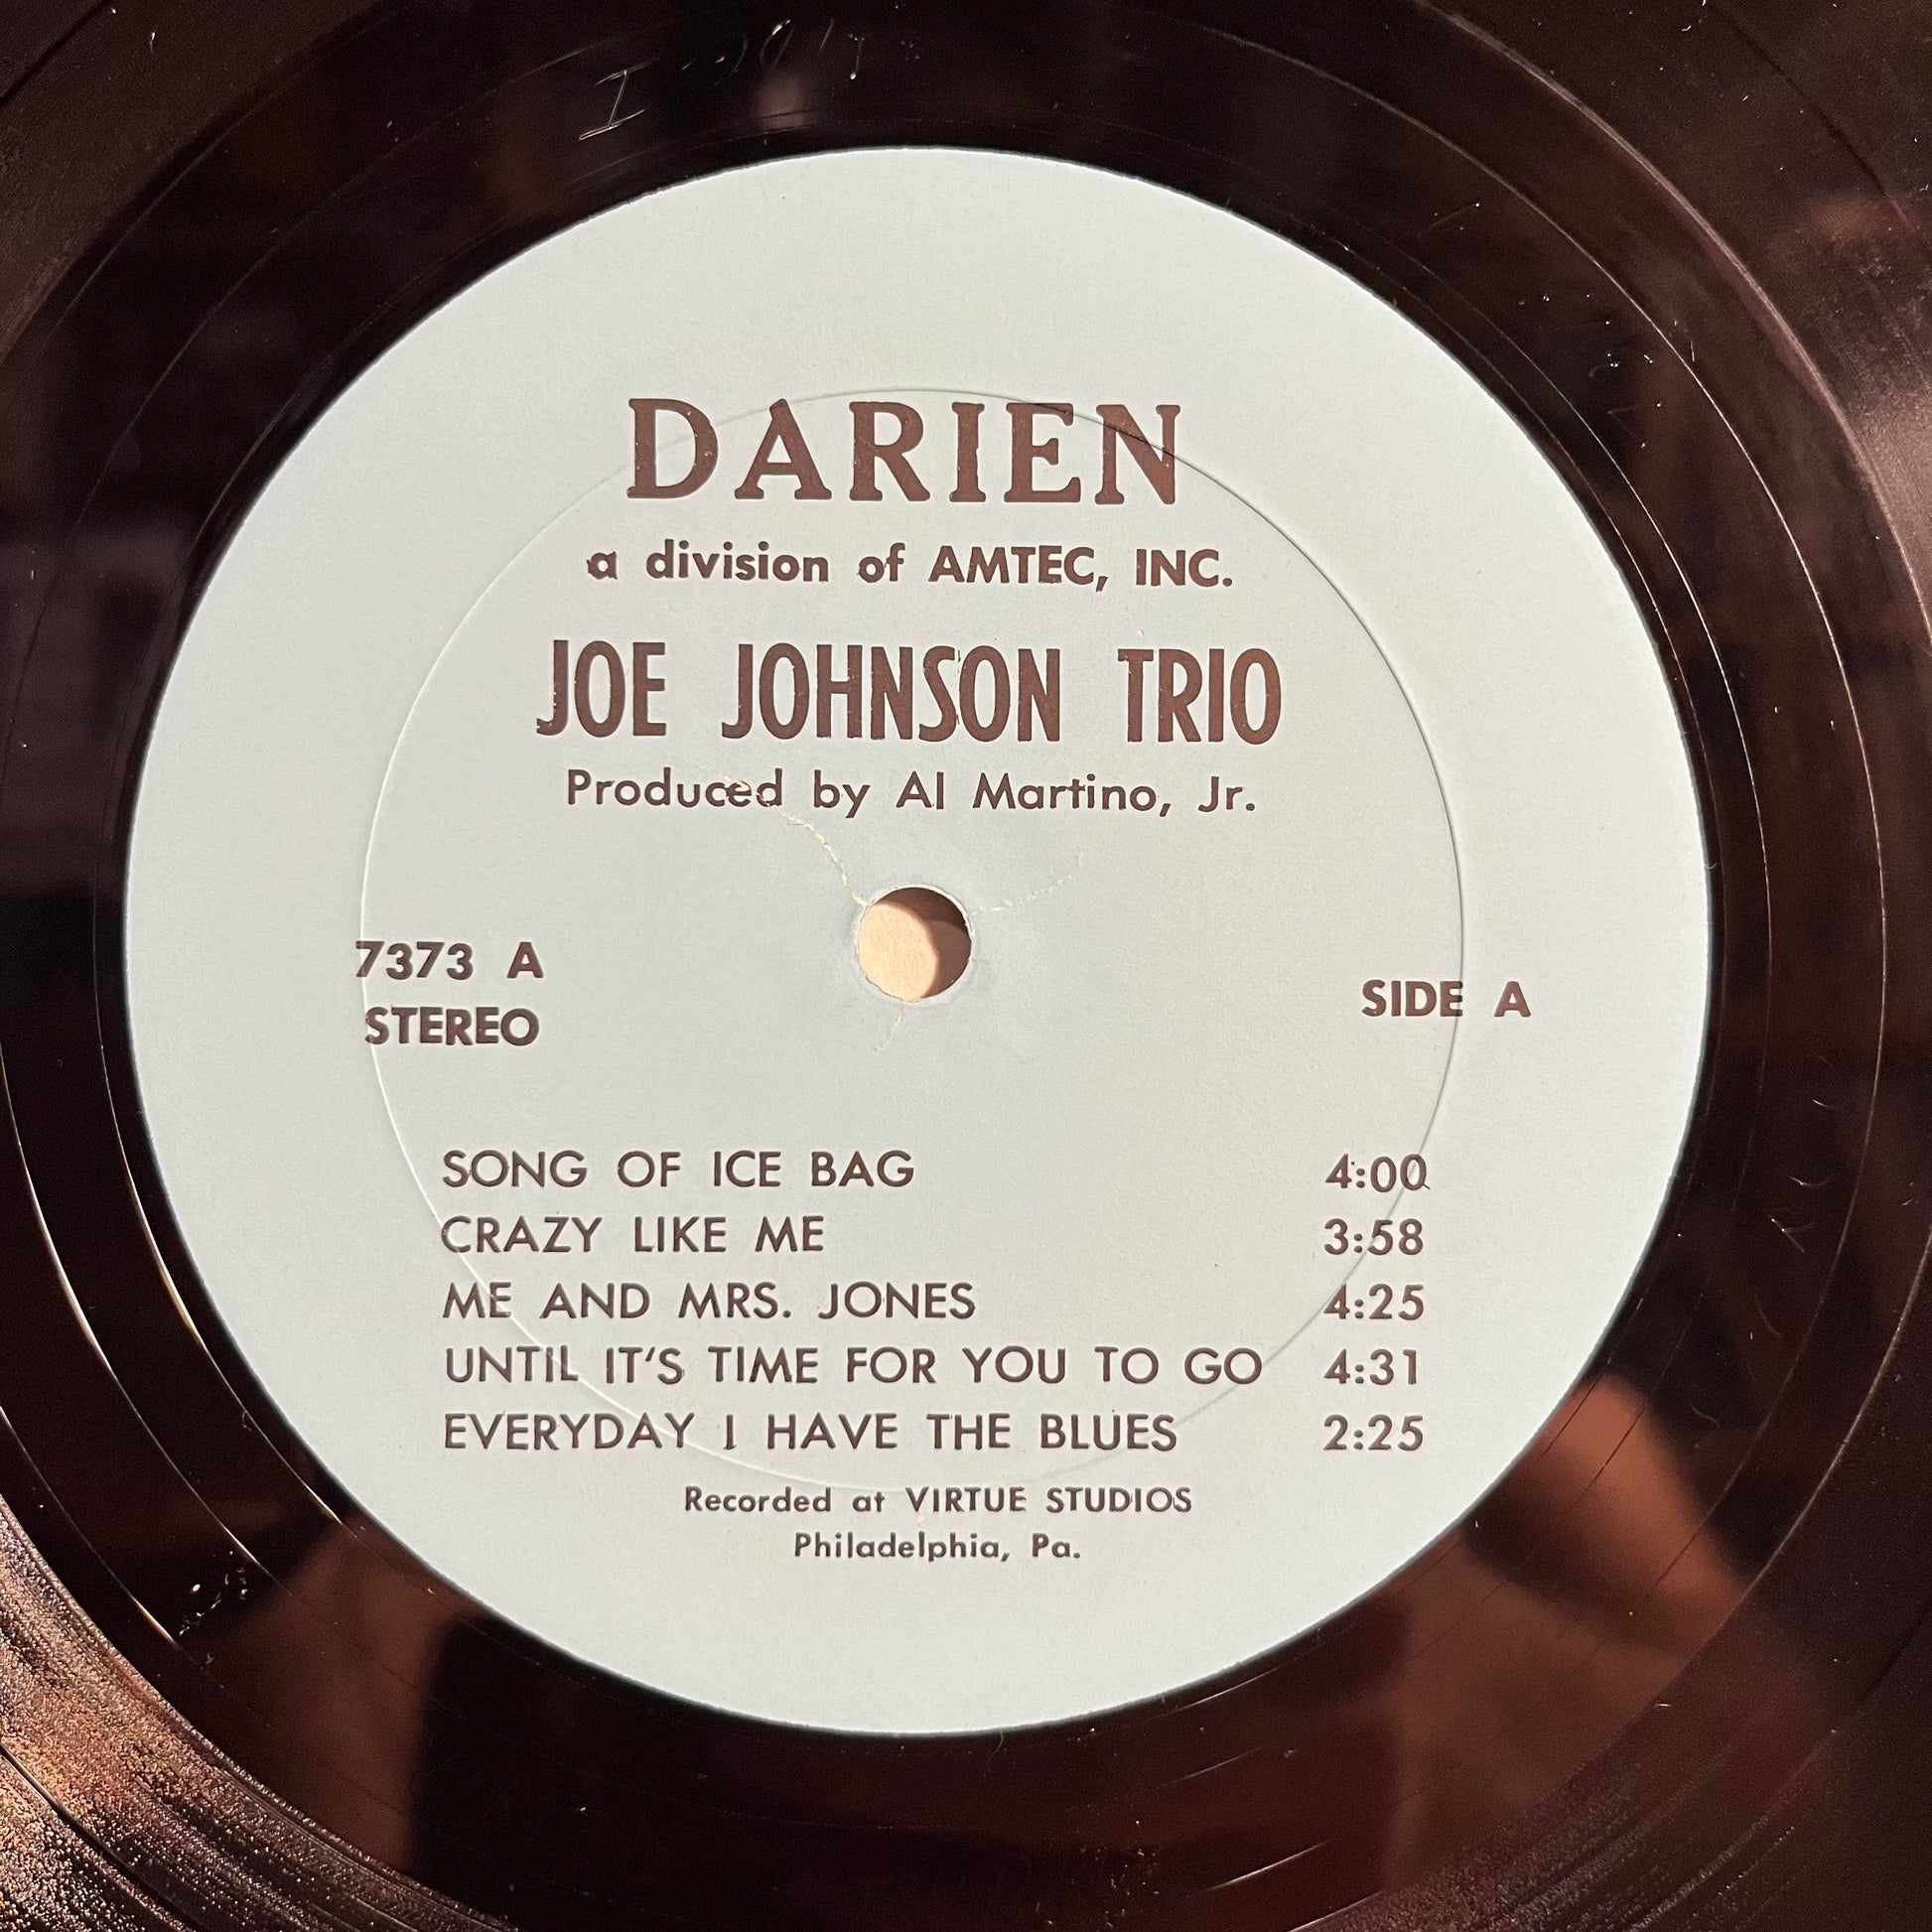 DARIEN
a division of AMTEC, INC.
JOE JOHNSON TRIO
Produced by Al Martino, Jr.
7373 A
STEREO
SIDE A
SONG OF ICE BAG 4:00
CRAZY LIKE ME 3:58
ME AND MRS. JONES 4:25
UNTIL IT'S TIME FOR YOU TO GO 4:31
EVERYDAY I HAVE THE BLUES 2:25
Recorded at VIRTUE STUDIOS
Philadelphia, Pa.